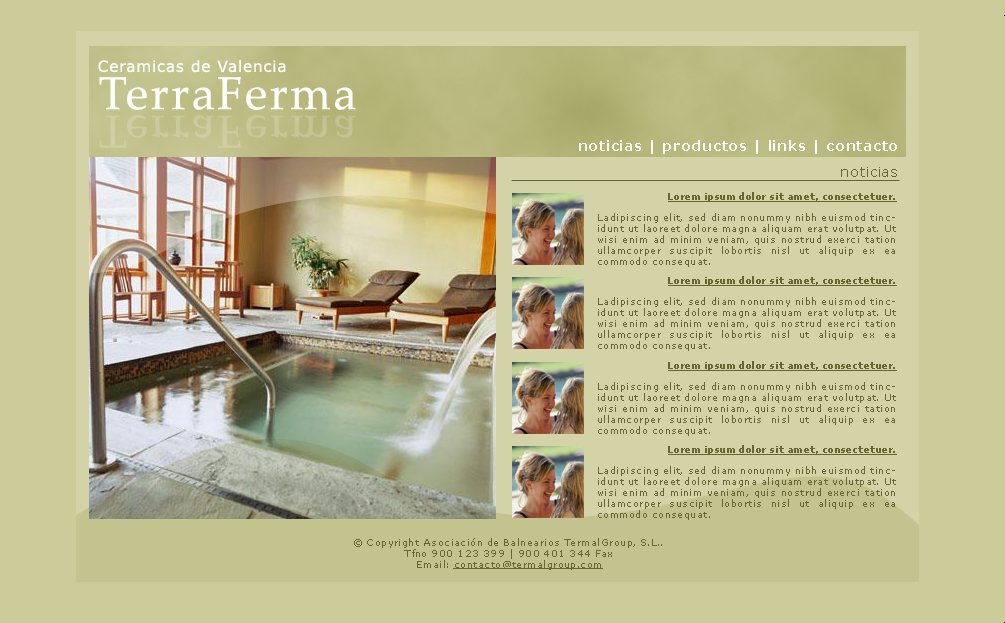 Ceramicas de Valencia
TerraFerma
noticias | productos | links | contacto
noticias
Lorem ipsum dolor sit amet, consectetuer.
Ladipiscing elit, sed diam nonummy nibh euismod tinc-
idunt ut laoreet dolore magna aliquam erat volutpat. Ut
wisi enim ad minim veniam, quis nostrud exerci tation
ullamcorper suscipit lobortis nisl ut aliquip ex ea
commodo consequat.
Lorem ipsum dolor sit amet, consectetuer.
Ladipiscing elit, sed diam nonummy nibh euismod tinc-
idunt ut laoreet dolore magna aliquam erat volutpat. Ut
wisi enim ad minim veniam, quis nostrud exerci tation
ullamcorper suscipit lobortis nisl ut aliquip ex ea
commodo consequat.
Lorem ipsum dolor sit amet, consectetuer.
Ladipiscing elit, sed diam nonummy nibh euismod tinc-
idunt ut laoreet dolore magna aliquam erat volutpat. Ut
wisi enim ad minim veniam, quis nostrud exerci tation
ullamcorper suscipit lobortis nisl ut aliquip ex ea
commodo consequat.
Lorem ipsum dolor sit amet, consectetuer.
Ladipiscing elit, sed diam nonummy nibh euismod tinc-
idunt ut laoreet dolore magna aliquam erat volutpat. Ut
wisi enim ad minim veniam, quis nostrud exerci tation
ullamcorper suscipit lobortis nisl ut aliquip ex ea
commodo consequat.
© Copyright Asociación de Balnearios TermalGroup, S.L..
Tfno 900 123 399 | 900 401 344 Fax
Email: contacto@termalgroup.com